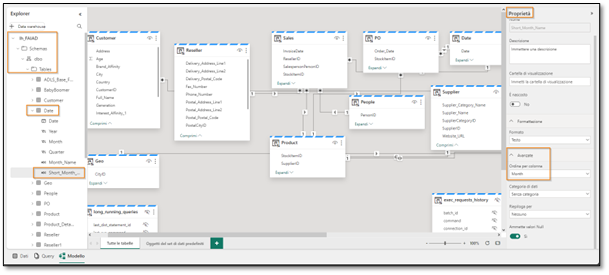 Explorer
+ Data warehouse
lh_FAIAD
Schemas
dbo
Tables
ADLS_Base_F...
BabyBoomer
Customer
Date
Date
Year
Month
Quarter
Month_Name
Short_Month_...
Geo
People
PO
Product
Product_Deta...
Reseller
Reseller1
Customer
Address
Age
Brand_Affinity
City
Country
CustomerID
Full_Name
Generation
Interest_Affinity_1
Comprimi
Reseller
Delivery_Address_Line1
Delivery_Address_Line2
Fax_Number
Phone_Number
Postal_Address_Line1
Postal_Address_Line2
Postal_Postal_Code
PostalCityID
Comprimi
Sales
InvoiceDate
ResellerID
SalespersonPersonID
StockItemID
Espandi
PO
Order_Date
StockItemID
Espandi
Data
Date
Espandi
People
PersonID
Espandi
Supplier
Supplier_Category_Name
Supplier_Name
SupplierCategoryID
SupplierID
Website_URL
Comprimi
Product
StockItemID
SupplierID
Espandi
Geo
CityID
Espandi
long_running_queries
last_dist_statement_id
exec_requests_history
batch_id
command
connection_id
Tutte le tabelle
Oggetti del set di dati predefiniti
+
Dati
Query
Modello
Proprietà
Nome
Short_Month_Name
Descrizione
Immettere una descrizione.
Cartella di visualizzazione
Immetti la cartella di visualizzazione
È nascosto
No
Formattazione
Formato
Testo
Avanzate
Ordina per colonna
Month
Categoria di dati
Senza categoria
Riepiloga per
Nessuno
Ammette valori Null
Sì